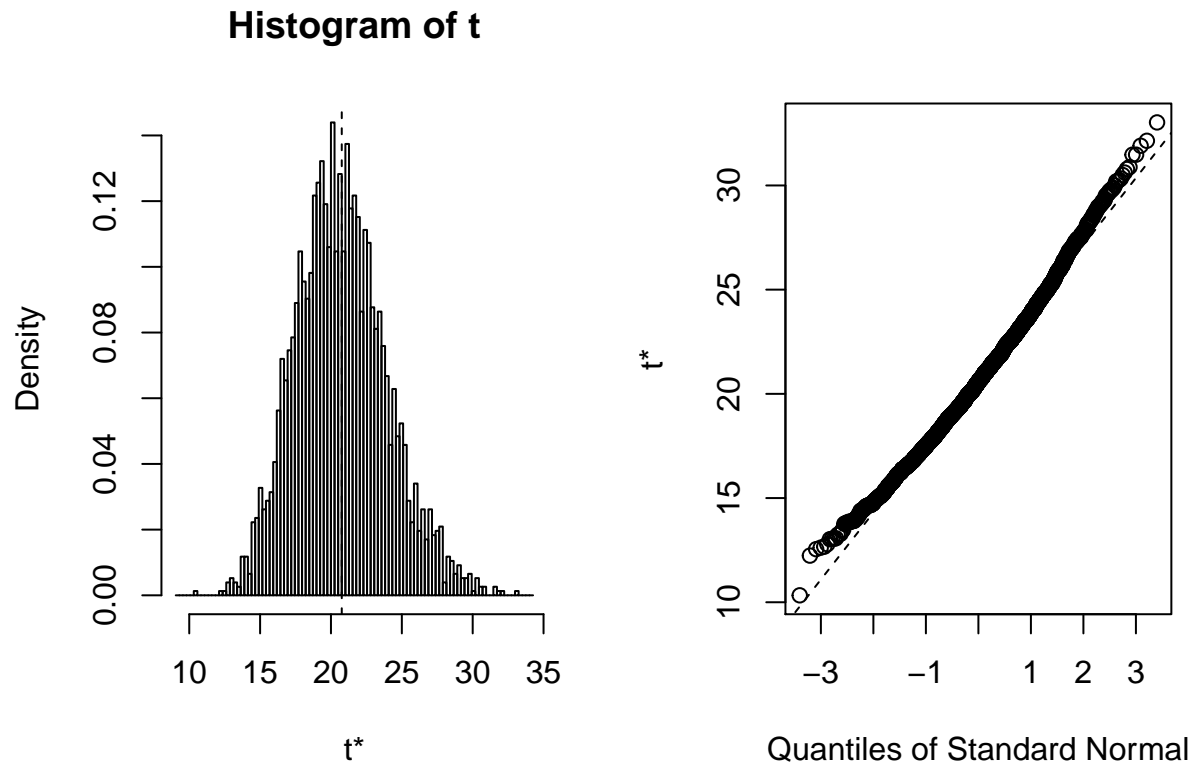 Histogram of t
Density
0.00
0.04
0.08
0.12
10 15 20 25 30 35
t*
t*
10
15
20
25
30
−3 −1 1 2 3
Quantiles of Standard Normal